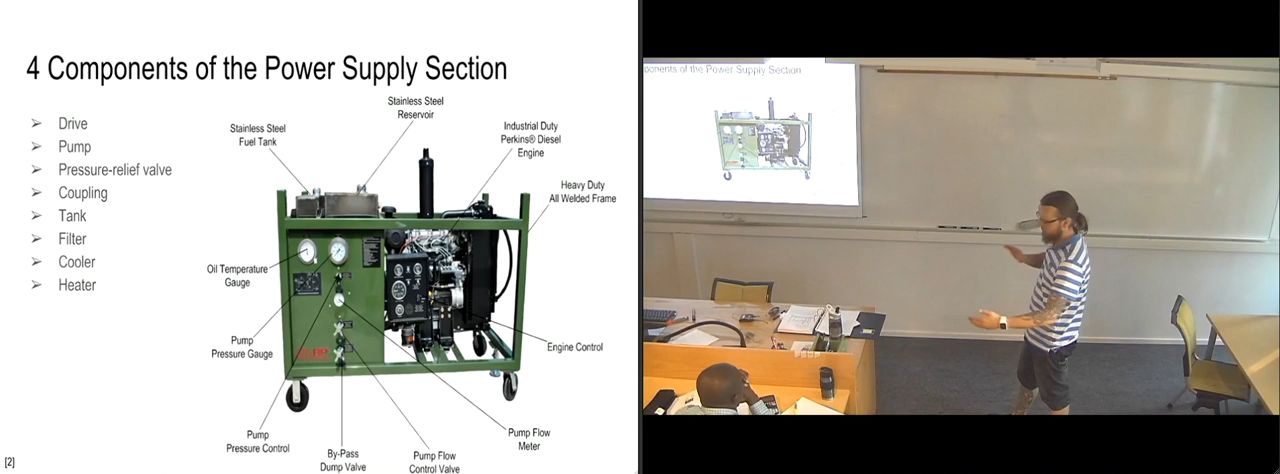 4 Components of the Power Supply Section
➢ Drive
➢ Pump
➢ Pressure-relief valve
➢ Coupling
➢ Tank
➢ Filter
➢ Cooler
➢ Heater
Stainless Steel
Reservoir
Stainless Steel
Fuel Tank
Industrial Duty
Perkins® Diesel
Engine
Heavy Duty
All Welded Frame
Oil Temperature
Gauge
Pump
Pressure Gauge
Engine Control
Pump
Pressure Control
By-Pass
Dump Valve
Pump Flow
Control Valve
Pump Flow
Meter
[2]
ponents of the Power Supply Section